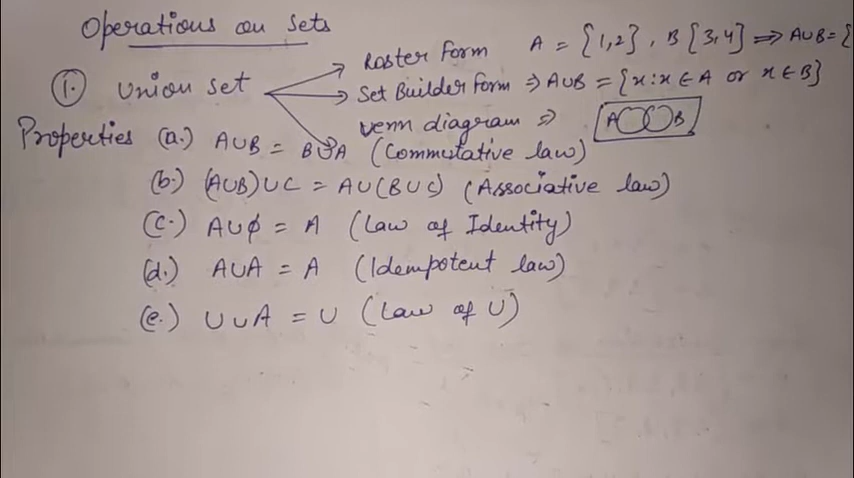 Operations on Sets
(1.) Union set
Roster form A = {1,2}, B {3,4} ⇒ A∪B = {
Set Builder form ⇒ A∪B = {x : x ∈ A or x ∈ B}
venn diagram ⇒ A B
Properties (a.) A∪B = B∪A (Commutative law)
(b.) (A∪B)∪C = A∪(B∪C) (Associative law)
(c.) A∪ϕ = A (Law of Identity)
(d.) A∪A = A (Idempotent law)
(e.) U∪A = U (Law of U)